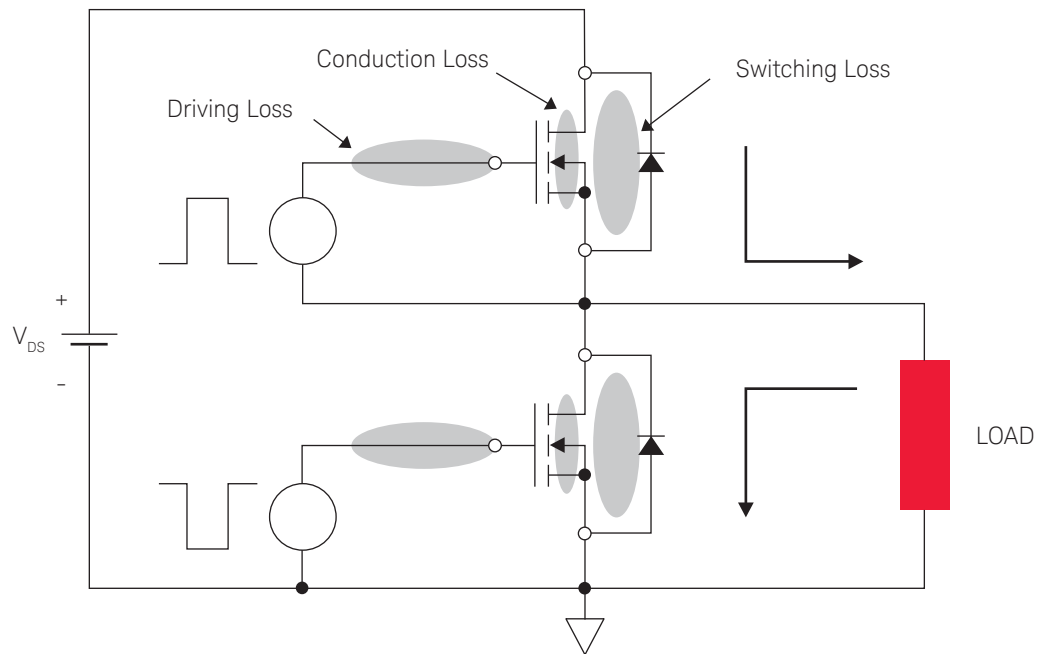 Conduction Loss
Switching Loss
Driving Loss
+
V_DS
-
LOAD